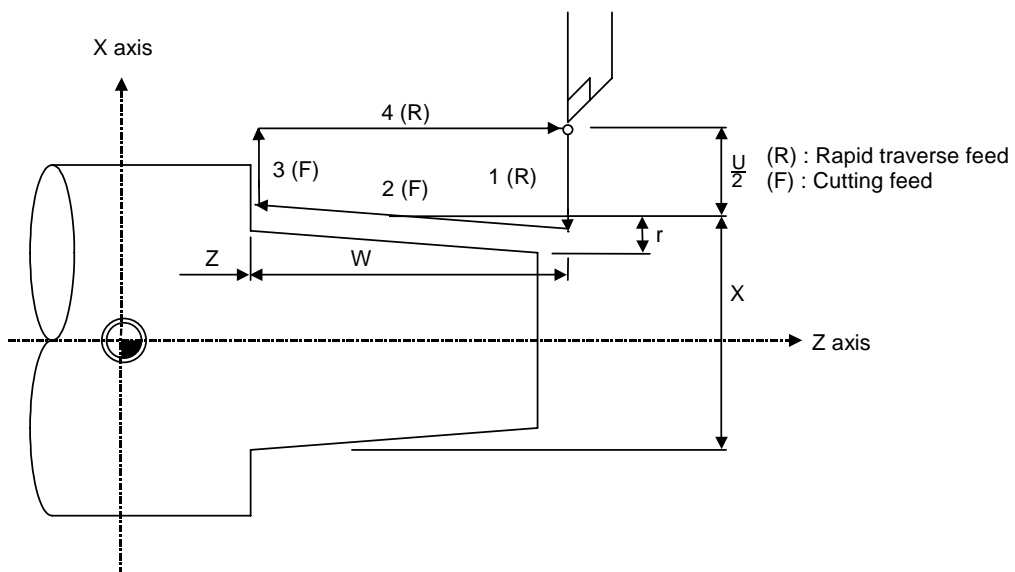 X axis
4 (R)
3 (F)
2 (F)
1 (R)
U
2
(R) : Rapid traverse feed
(F) : Cutting feed
r
Z
W
X
Z axis